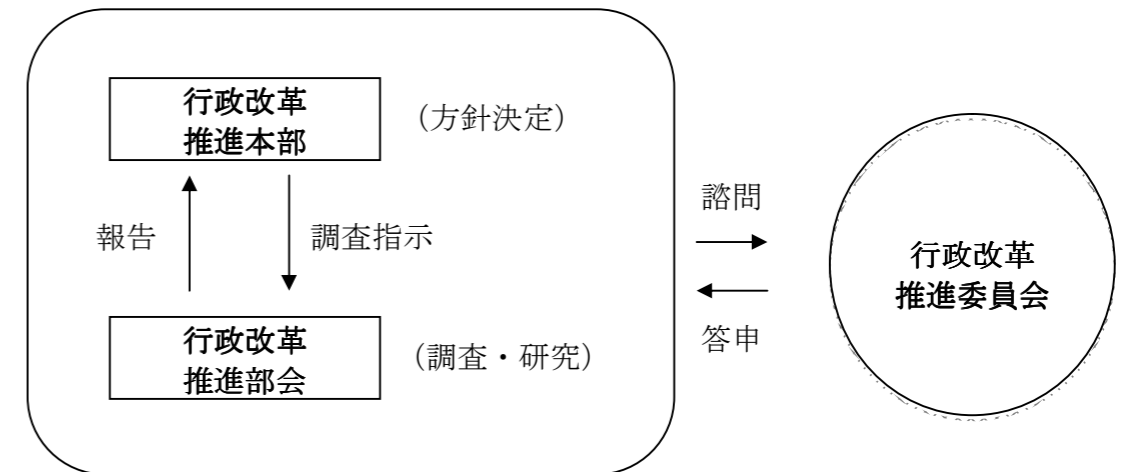 行政改革
推進本部
(方針決定)
報告
調査指示
行政改革
推進部会
(調査・研究)
諮問
答申
行政改革
推進委員会